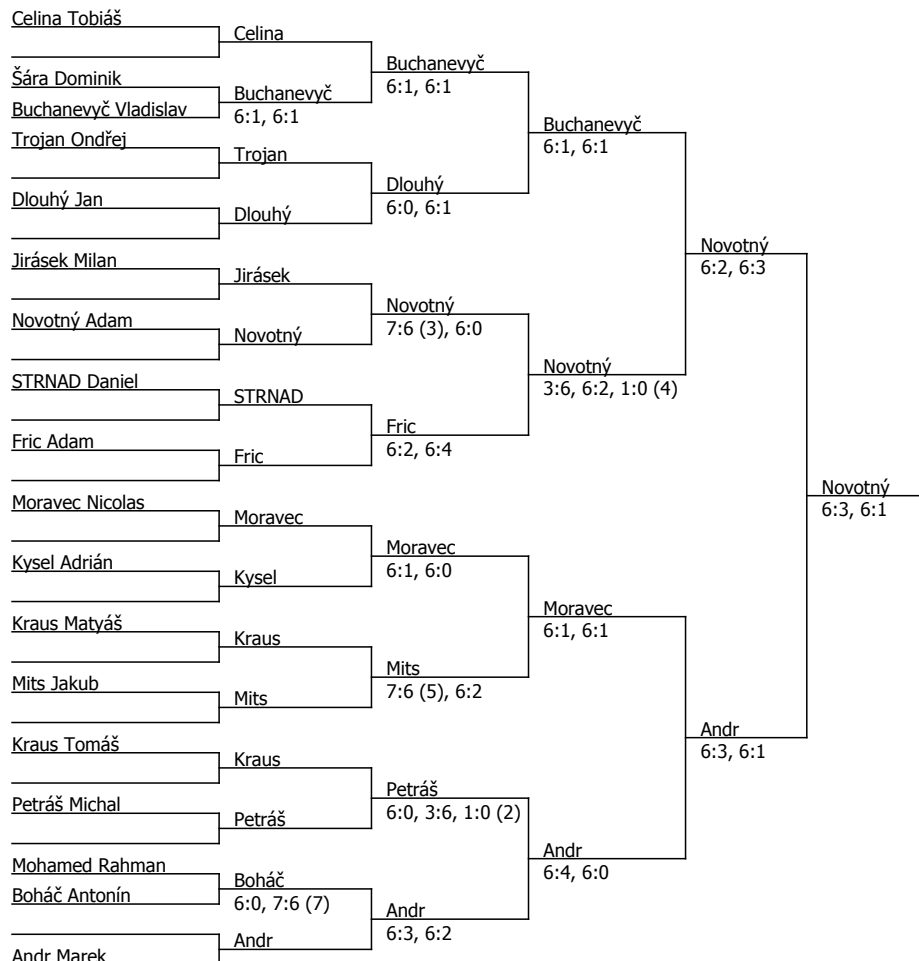 Celina Tobiáš
Celina
Buchanevyč
6:1, 6:1
Šára Dominik
Buchanevyč
Buchanevyč Vladislav
6:1, 6:1
Buchanevyč
6:1, 6:1
Trojan Ondřej
Trojan
Dlouhý
6:0, 6:1
Dlouhý Jan
Dlouhý
Novotný
6:2, 6:3
Jirásek Milan
Jirásek
Novotný
7:6 (3), 6:0
Novotný Adam
Novotný
Novotný
3:6, 6:2, 1:0 (4)
STRNAD Daniel
STRNAD
Fric
6:2, 6:4
Fric Adam
Fric
Novotný
6:3, 6:1
Moravec Nicolas
Moravec
Moravec
6:1, 6:0
Kysel Adrián
Kysel
Moravec
6:1, 6:1
Kraus Matyáš
Kraus
Mits
7:6 (5), 6:2
Mits Jakub
Mits
Andr
6:3, 6:1
Kraus Tomáš
Kraus
Petráš
6:0, 3:6, 1:0 (2)
Petráš Michal
Petráš
Andr
6:4, 6:0
Mohamed Rahman
Boháč
Boháč Antonín
6:0, 7:6 (7)
Andr
6:3, 6:2
Andr
Andr Marek